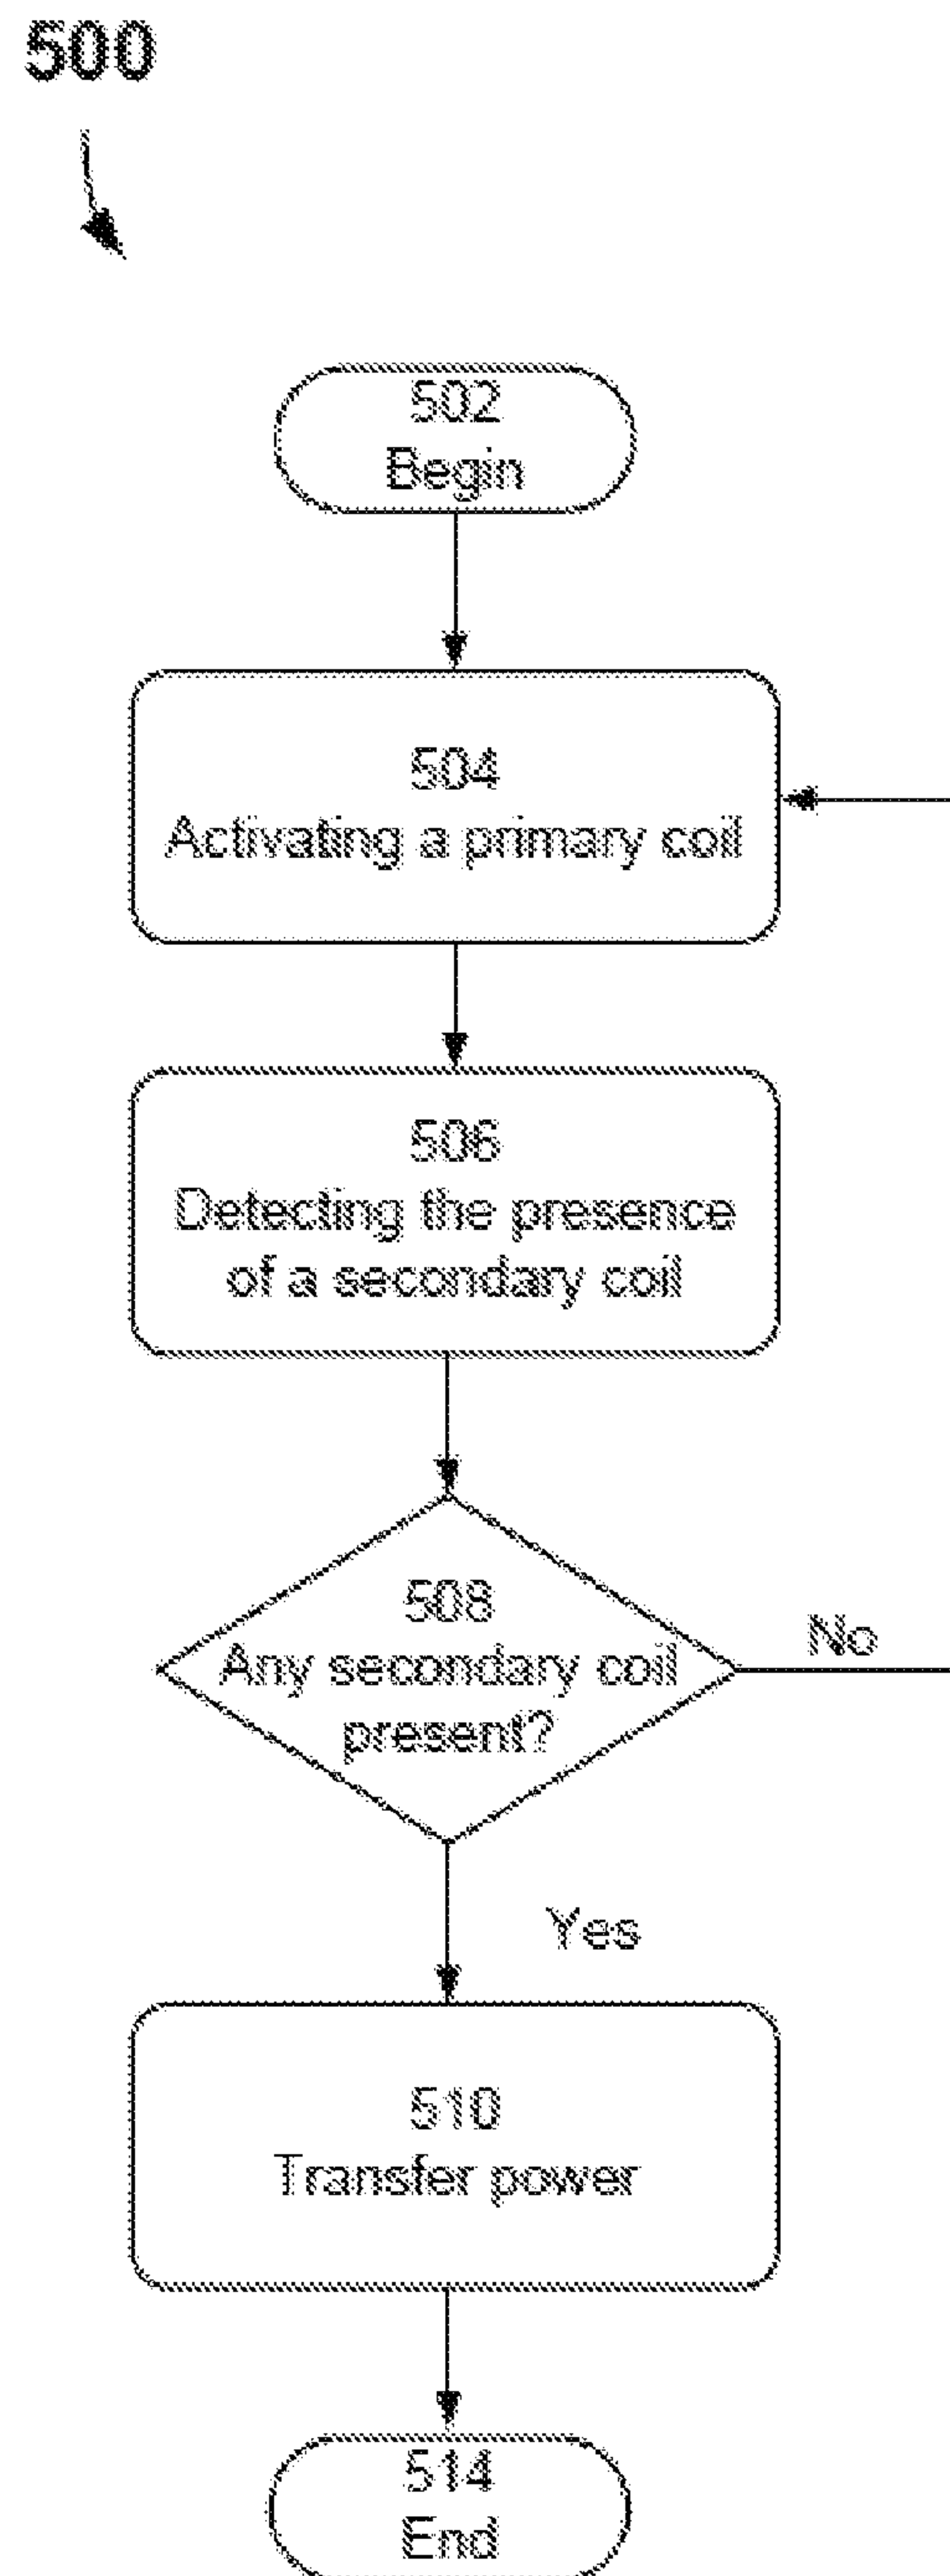 500
502
Begin
504
Activating a primary coil
506
Detecting the presence
of a secondary coil
508
Any secondary coil
present?
No
Yes
510
Transfer power
514
End